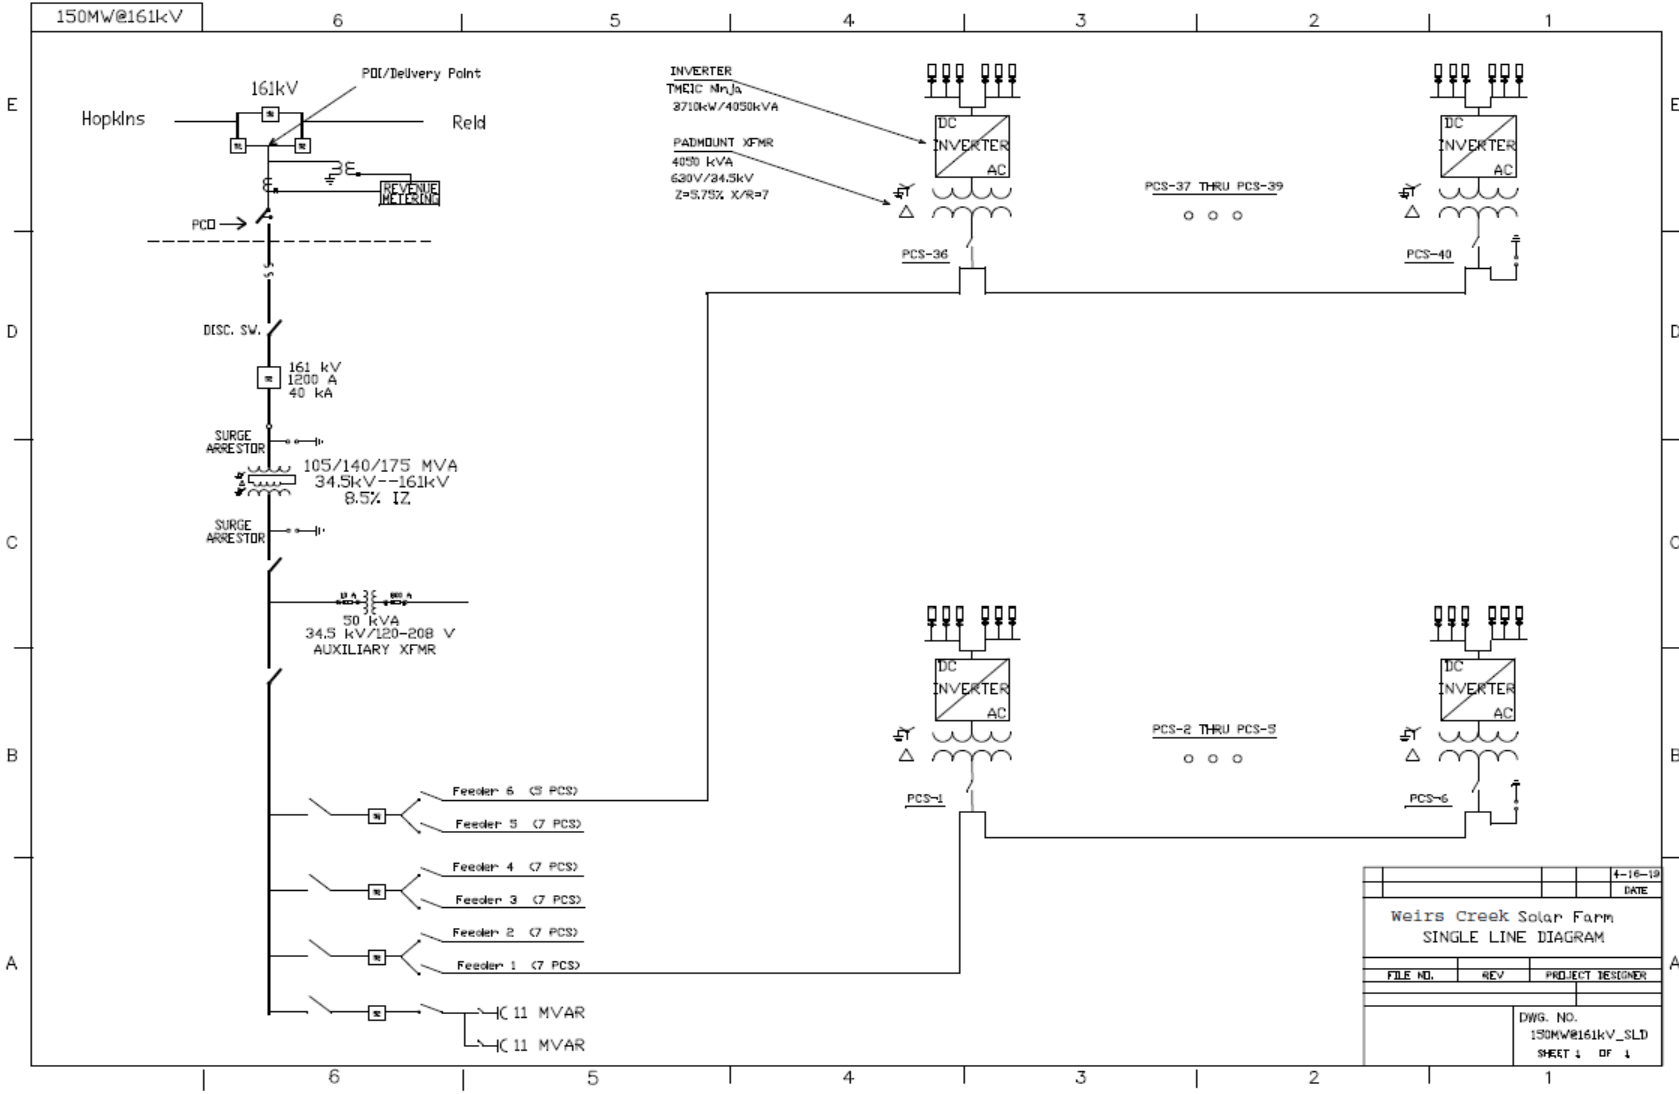 150MW@161kV
6
5
4
3
2
1
E
E
POI/Delivery Point
161kV
Hopkins
Reid
REVENUE
METERING
PCO
INVERTER
TMEIC Ninja
3710kW/4050kVA
PADMOUNT XFMR
4050 kVA
630V/34.5kV
Z=5.75% X/R=7
DC
INVERTER
AC
DC
INVERTER
AC
PCS-37 THRU PCS-39
PCS-36
PCS-40
D
D
DISC. SW.
161 kV
1200 A
40 kA
SURGE
ARRESTOR
105/140/175 MVA
34.5kV--161kV
8.5% IZ
SURGE
ARRESTOR
C
C
50 kVA
34.5 kV/120-208 V
AUXILIARY XFMR
DC
INVERTER
AC
DC
INVERTER
AC
PCS-2 THRU PCS-5
PCS-1
PCS-6
B
B
Feeder 6 (5 PCS)
Feeder 5 (7 PCS)
Feeder 4 (7 PCS)
Feeder 3 (7 PCS)
Feeder 2 (7 PCS)
Feeder 1 (7 PCS)
11 MVAR
11 MVAR
A
A
4-16-19
DATE
Weirs Creek Solar Farm
SINGLE LINE DIAGRAM
FILE NO.
REV
PROJECT DESIGNER
DWG. NO.
150MW@161kV_SLD
SHEET 1 OF 1
6
5
4
3
2
1